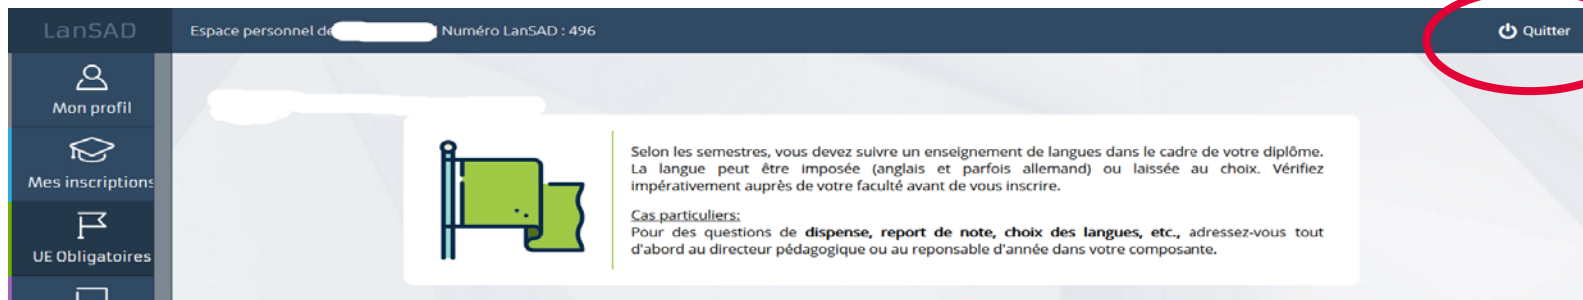 LanSAD
Espace personnel de
Numéro LanSAD : 496
Quitter
Mon profil
Mes inscriptions
UE Obligatoires
Selon les semestres, vous devez suivre un enseignement de langues dans le cadre de votre diplôme.
La langue peut être imposée (anglais et parfois allemand) ou laissée au choix. Vérifiez
impérativement auprès de votre faculté avant de vous inscrire.
Cas particuliers:
Pour des questions de dispense, report de note, choix des langues, etc., adressez-vous tout
d'abord au directeur pédagogique ou au reponsable d'année dans votre composante.